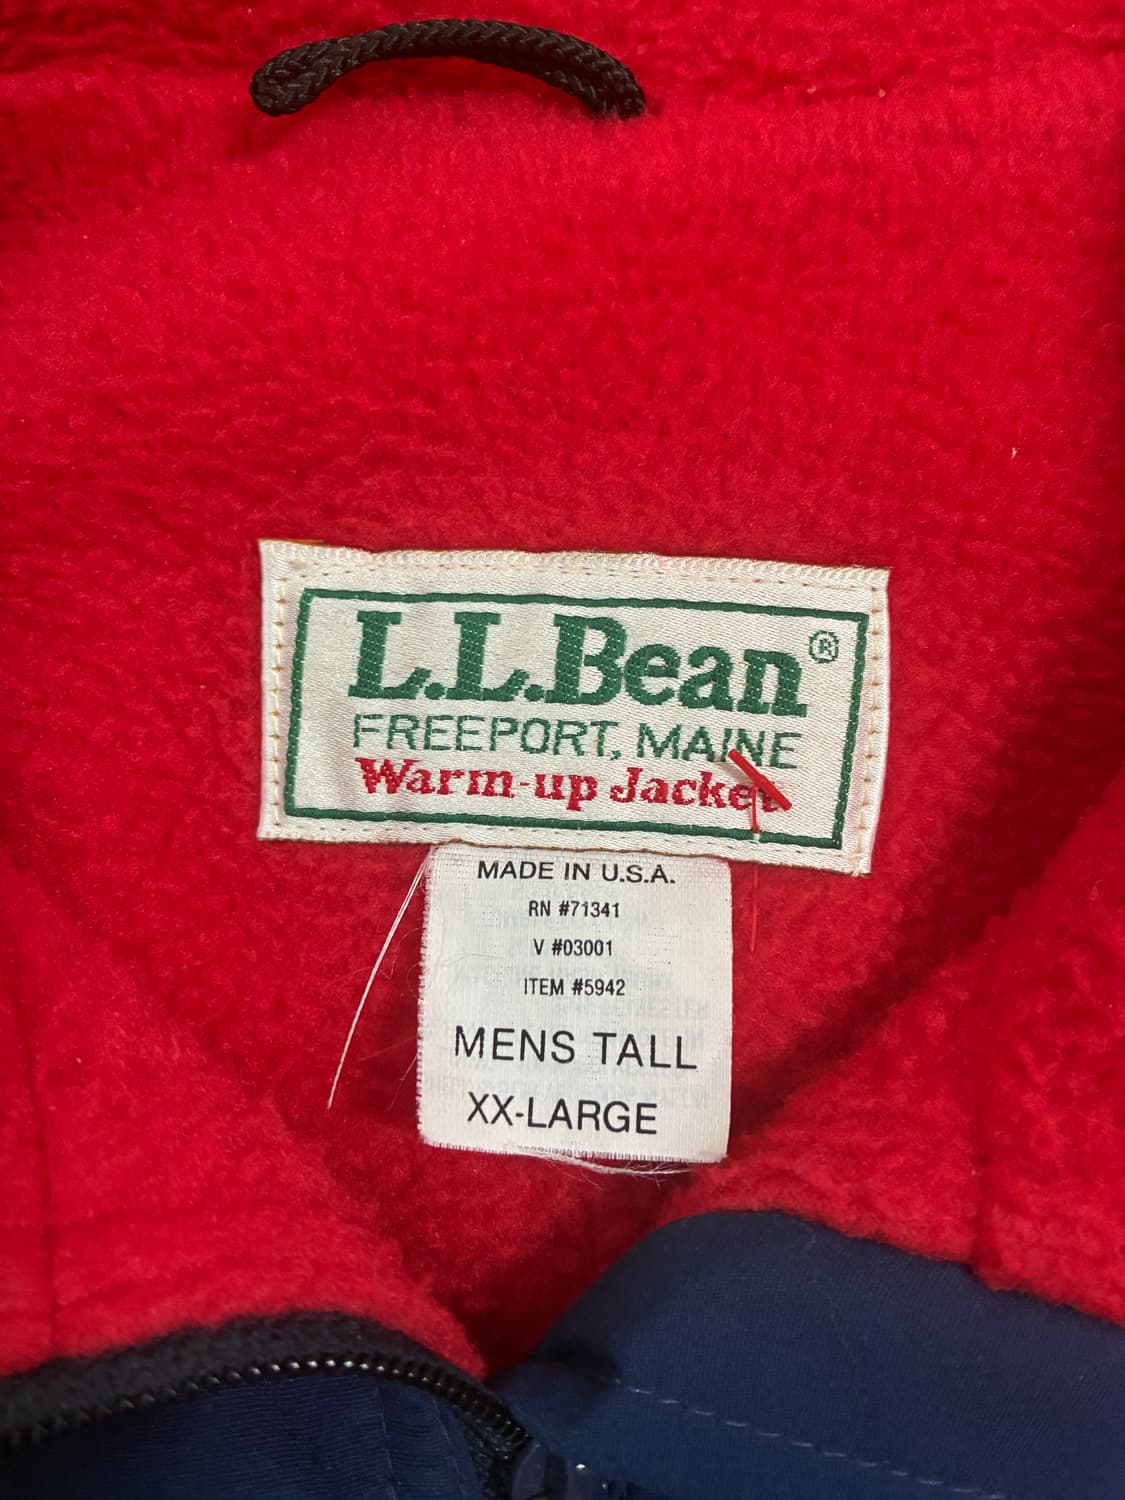 L.L.Bean®
FREEPORT, MAINE
Warm-up Jacket
MADE IN U.S.A.
RN #71341
V #03001
ITEM #5942
MENS TALL
XX-LARGE